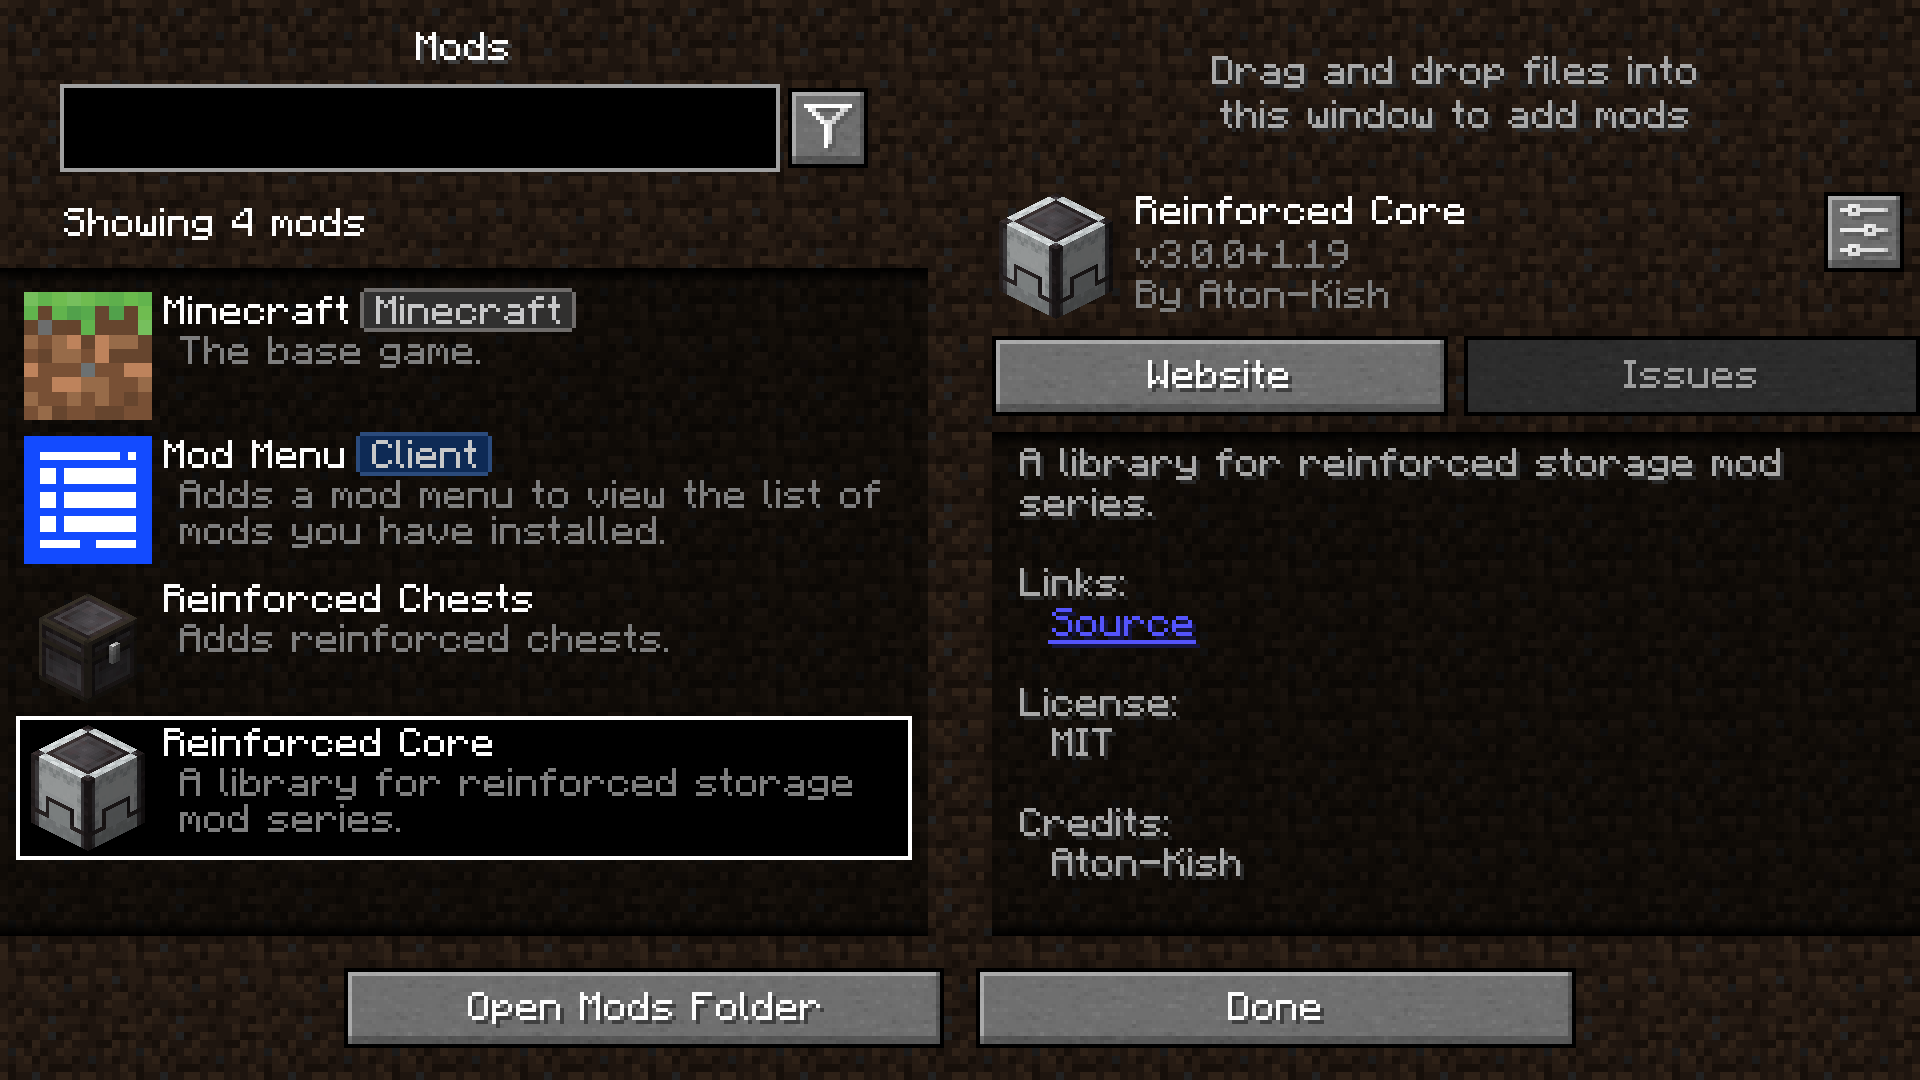 Mods
Showing 4 mods
Minecraft Minecraft
The base game.
Mod Menu Client
Adds a mod menu to view the list of
mods you have installed.
Reinforced Chests
Adds reinforced chests.
Reinforced Core
A library for reinforced storage
mod series.
Drag and drop files into
this window to add mods
Reinforced Core
v3.0.0+1.19
By Aton-Kish
Website
Issues
A library for reinforced storage mod
series.
Links:
Source
License:
MIT
Credits:
Aton-Kish
Open Mods Folder
Done